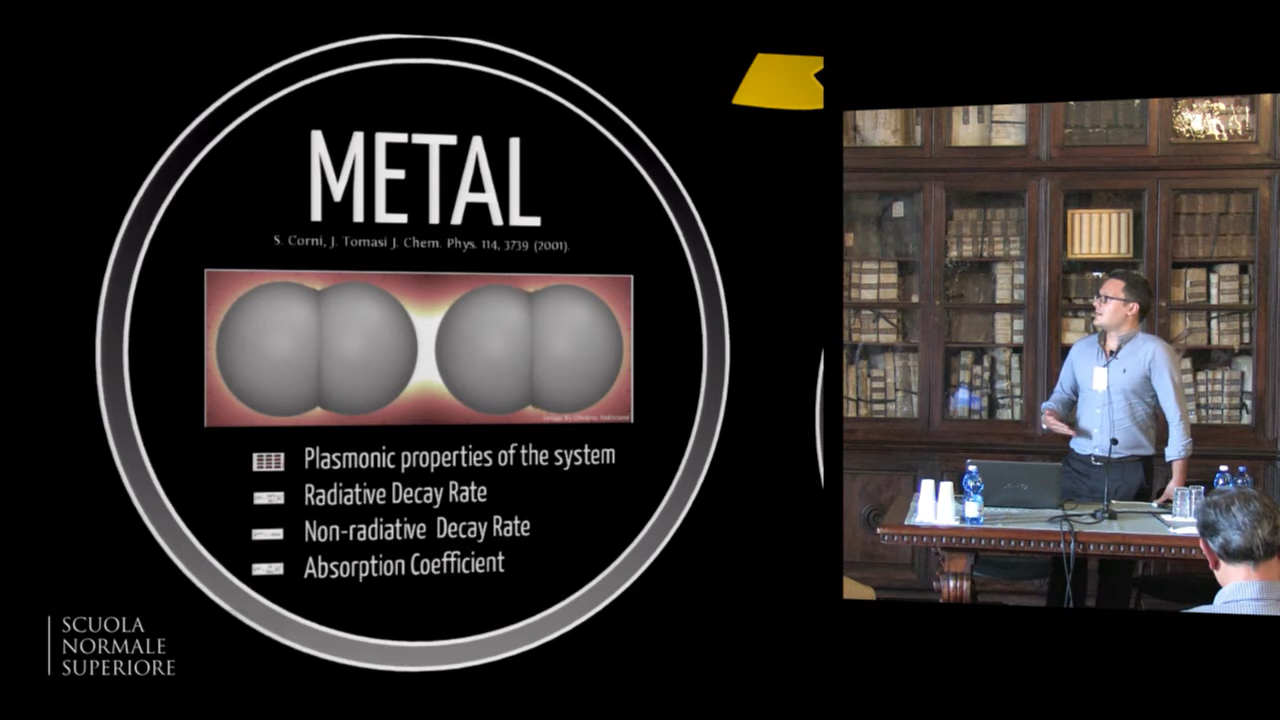 METAL
S. Corni, J. Tomasi J. Chem. Phys. 114, 3739 (2001).
Plasmonic properties of the system
Radiative Decay Rate
Non-radiative Decay Rate
Absorption Coefficient
SCUOLA
NORMALE
SUPERIORE